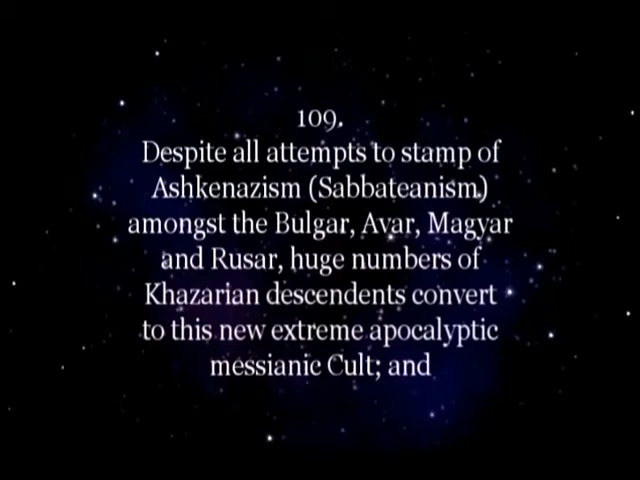 109.
Despite all attempts to stamp of
Ashkenazism (Sabbateanism)
amongst the Bulgar, Avar, Magyar
and Rusar, huge numbers of
Khazarian descendents convert
to this new extreme apocalyptic
messianic Cult; and